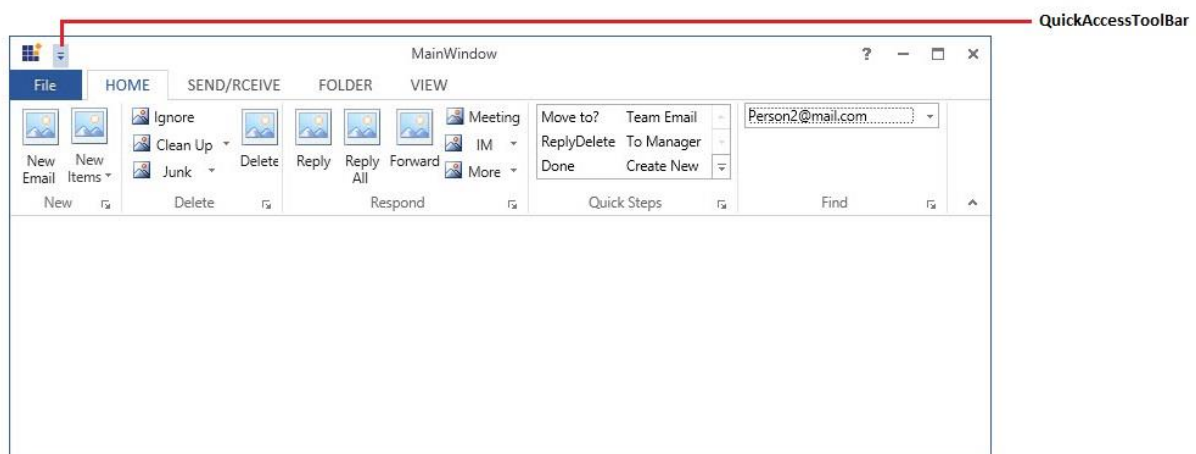 QuickAccessToolBar
MainWindow
File HOME SEND/RCEIVE FOLDER VIEW
New Email
New Items
Ignore
Clean Up
Junk
Delete
Reply
Reply All
Forward
Meeting
IM
More
Move to? Team Email
ReplyDelete To Manager
Done Create New
Person2@mail.com
New Delete Respond Quick Steps Find